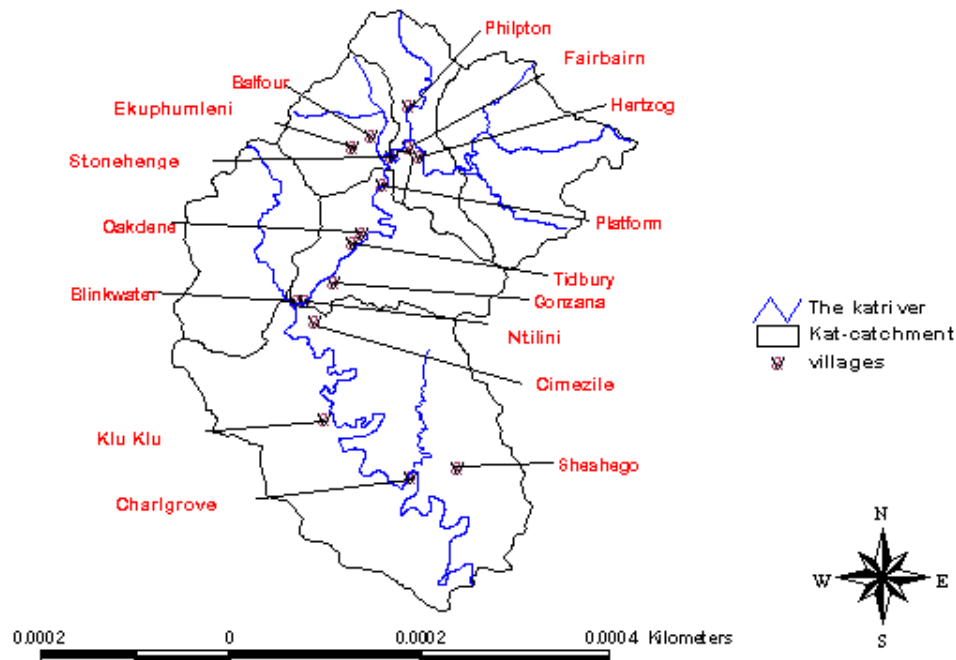 Philpton
Fairbairn
Balfour
Ekuphumleni
Hertzog
Stonehenge
Oakdene
Platform
Tidbury
Blinkwater
Gonzana
Ntilini
Cimezile
Klu Klu
Sheshego
Charlgrove
The katriver
Kat-catchment
villages
N
W
E
S
0.0002 0 0.0002 0.0004 Kilometers